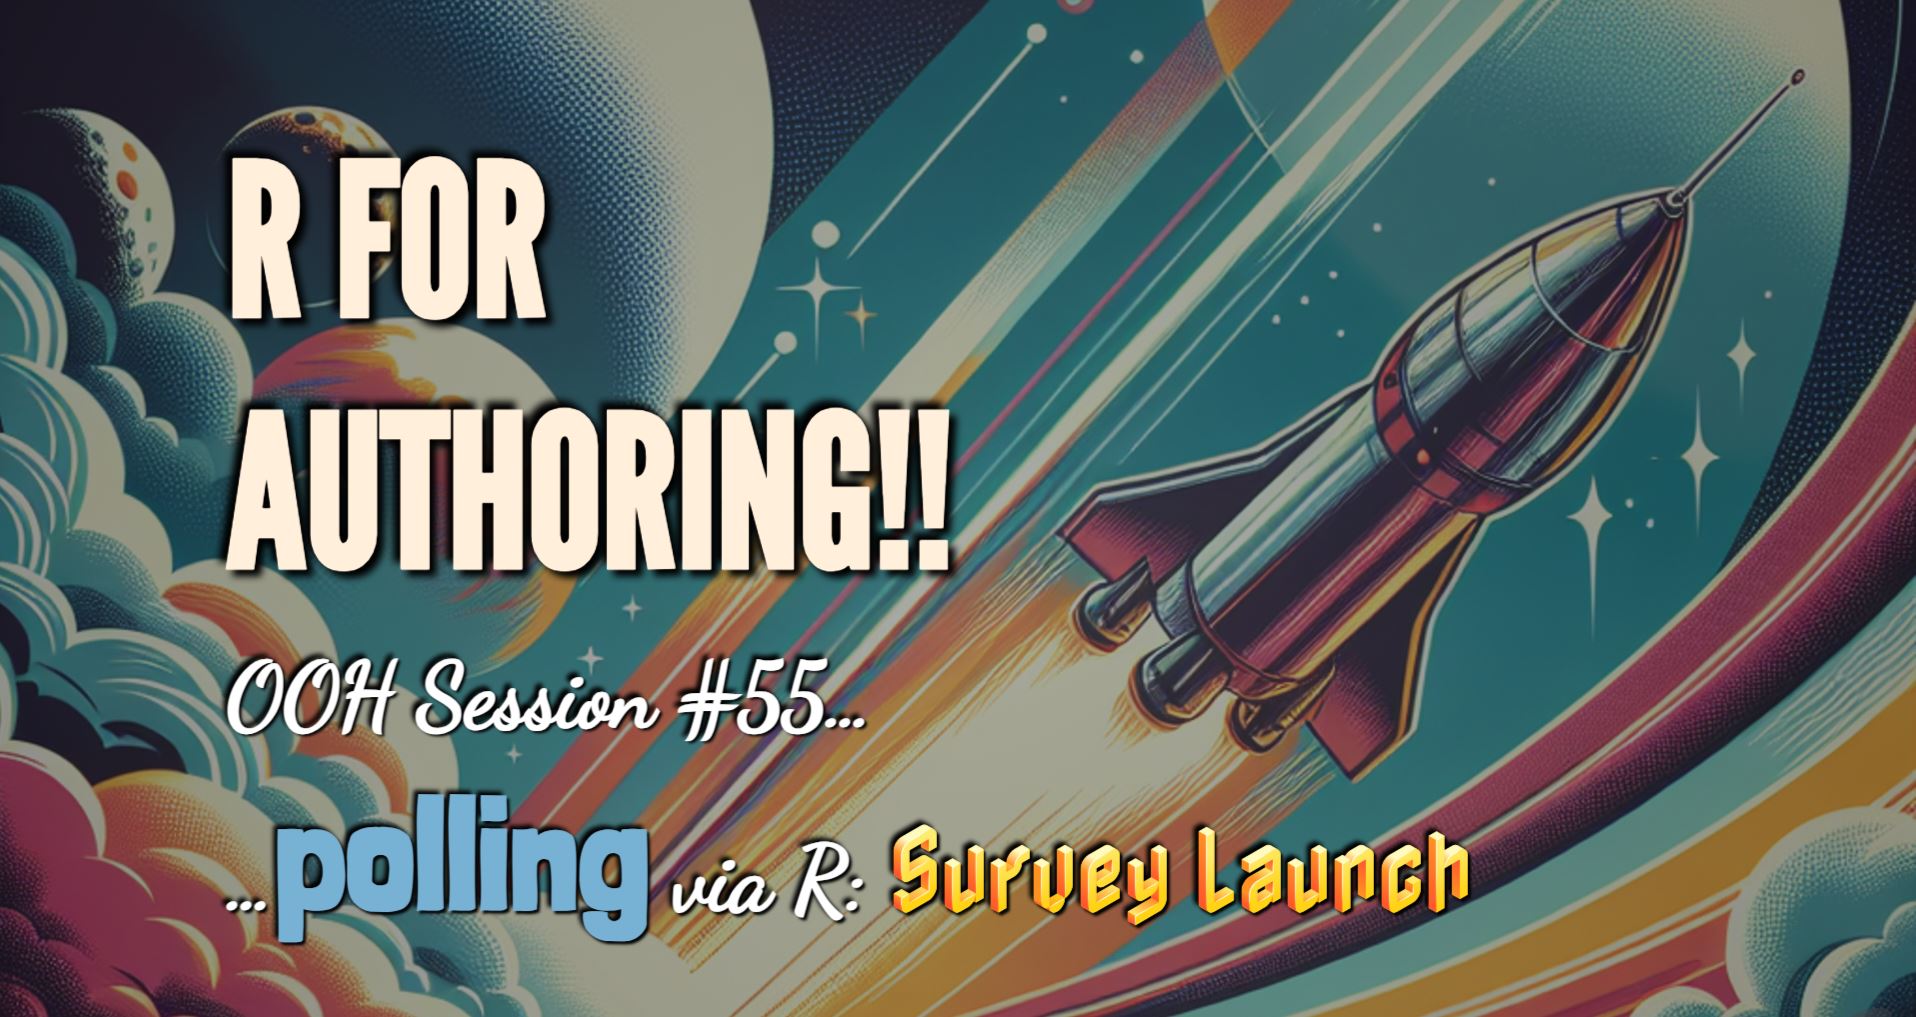 R FOR
AUTHORING!!
OOH Session #55...
...polling via R: Survey Launch